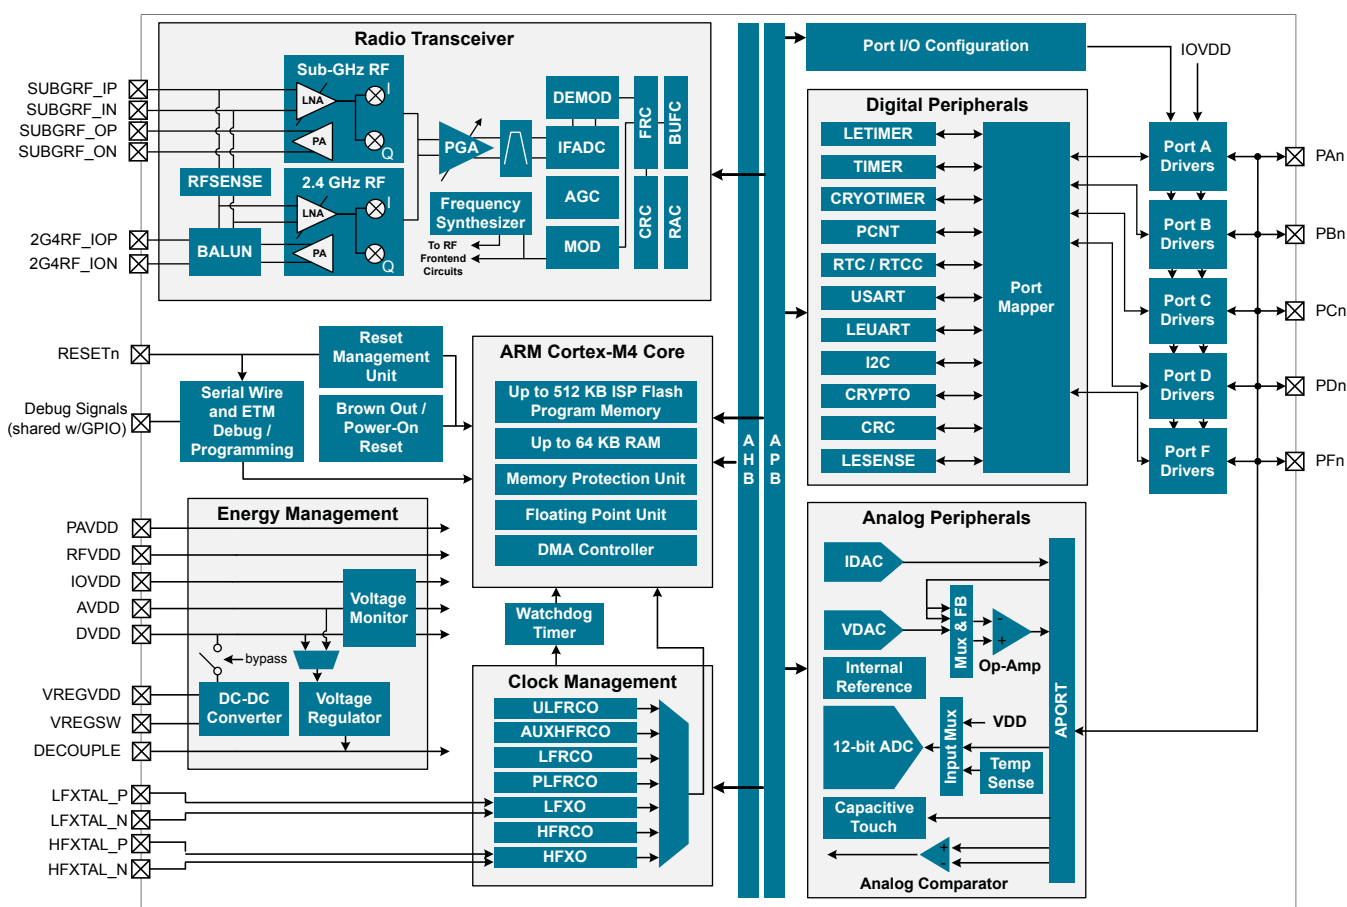 Radio Transceiver
SUBGRF_IP
SUBGRF_IN
SUBGRF_OP
SUBGRF_ON
2G4RF_IOP
2G4RF_ION
Sub-GHz RF
LNA
I
PA
Q
RFSENSE
2.4 GHz RF
LNA
I
PA
Q
BALUN
PGA
Frequency
Synthesizer
To RF
Frontend
Circuits
DEMOD
IFADC
AGC
MOD
FRC
BUFC
CRC
RAC
RESETn
Debug Signals
(shared w/GPIO)
Reset
Management
Unit
Serial Wire
and ETM
Debug /
Programming
Brown Out /
Power-On
Reset
ARM Cortex-M4 Core
Up to 512 KB ISP Flash
Program Memory
Up to 64 KB RAM
Memory Protection Unit
Floating Point Unit
DMA Controller
Watchdog
Timer
Energy Management
PAVDD
RFVDD
IOVDD
AVDD
DVDD
VREGVDD
VREGSW
DECOUPLE
Voltage
Monitor
bypass
DC-DC
Converter
Voltage
Regulator
LFXTAL_P
LFXTAL_N
HFXTAL_P
HFXTAL_N
Clock Management
ULFRCO
AUXHFRCO
LFRCO
PLFRCO
LFXO
HFRCO
HFXO
AHB
APB
Port I/O Configuration
IOVDD
Digital Peripherals
LETIMER
TIMER
CRYOTIMER
PCNT
RTC / RTCC
USART
LEUART
I2C
CRYPTO
CRC
LESENSE
Port
Mapper
Port A
Drivers
Port B
Drivers
Port C
Drivers
Port D
Drivers
Port F
Drivers
PAn
PBn
PCn
PDn
PFn
Analog Peripherals
IDAC
VDAC
Mux & FB
-
+
Op-Amp
Internal
Reference
12-bit ADC
Input Mux
VDD
Temp
Sense
Capacitive
Touch
+
-
Analog Comparator
APORT